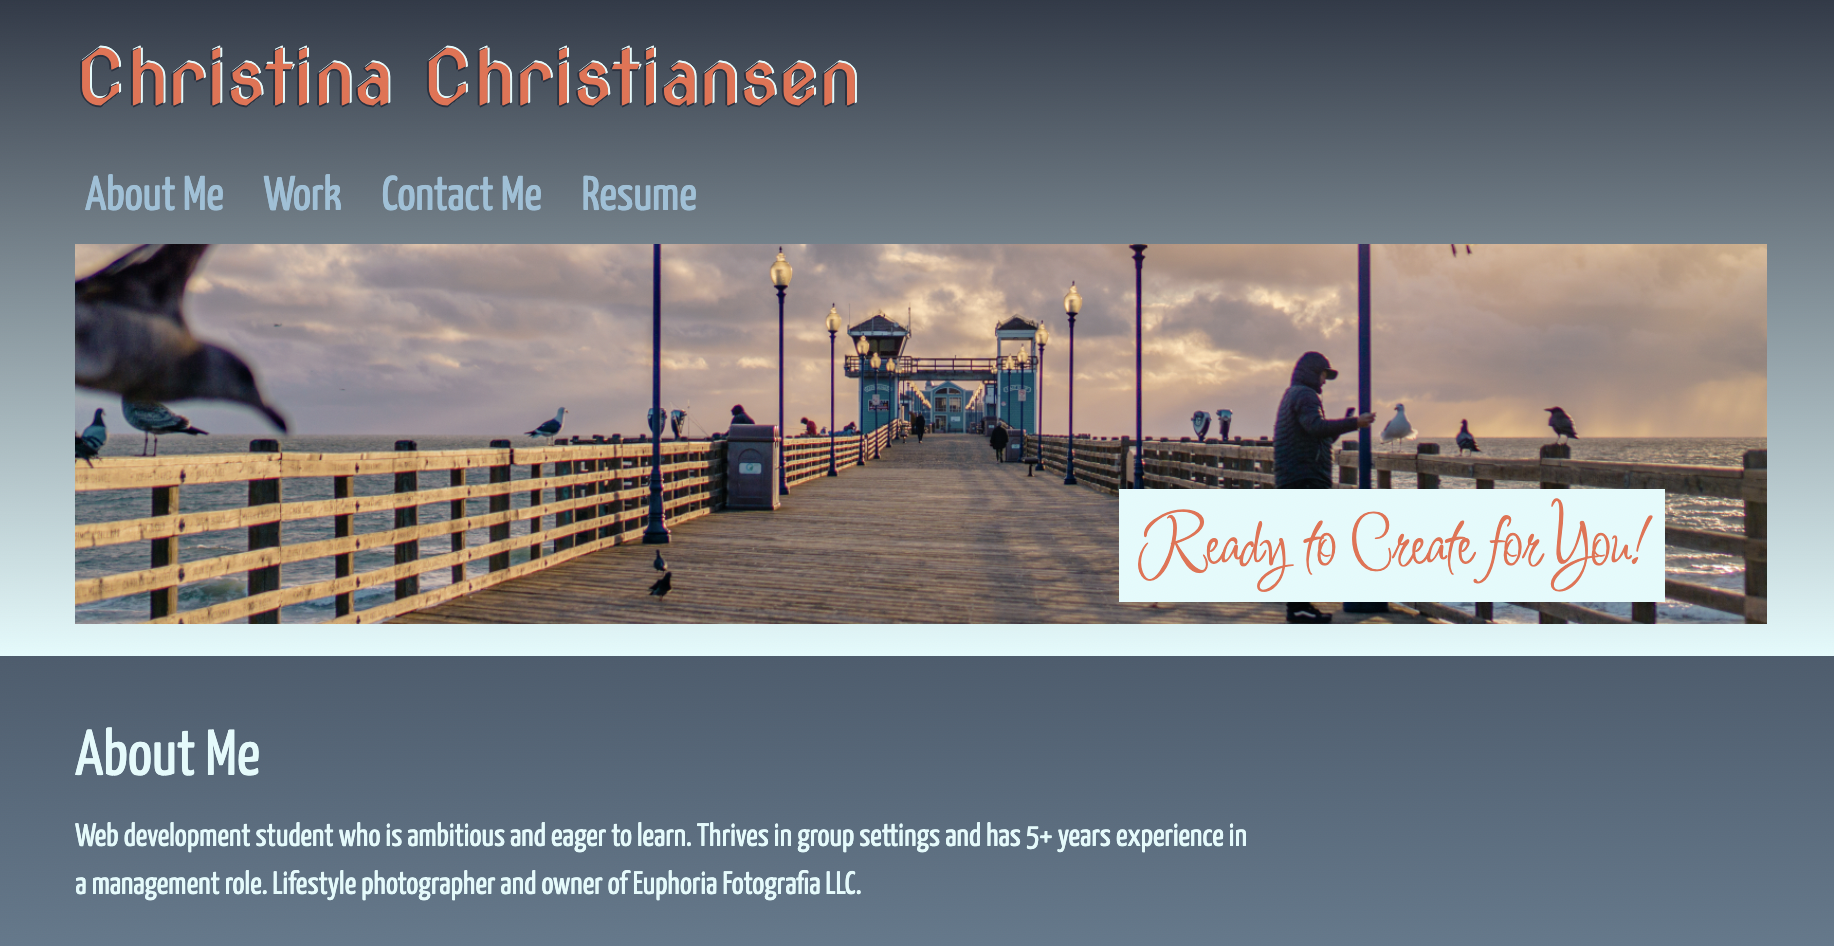 Christina Christiansen
About Me Work Contact Me Resume
Ready to Create for You!
About Me
Web development student who is ambitious and eager to learn. Thrives in group settings and has 5+ years experience in
a management role. Lifestyle photographer and owner of Euphoria Fotografia LLC.